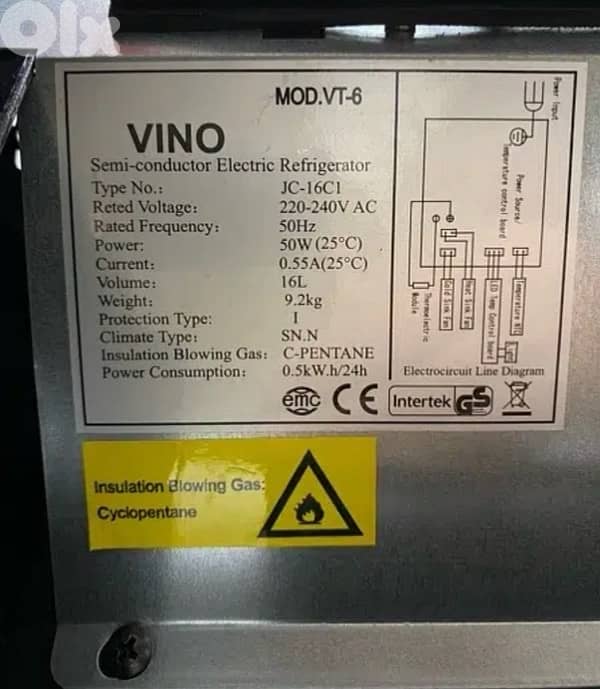 Olx
MOD.VT-6
VINO
Semi-conductor Electric Refrigerator
Type No.: JC-16C1
Reted Voltage: 220-240V AC
Rated Frequency: 50Hz
Power: 50W(25°C)
Current: 0.55A(25°C)
Volume: 16L
Weight: 9.2kg
Protection Type: I
Climate Type: SN.N
Insulation Blowing Gas: C-PENTANE
Power Consumption: 0.5kW.h/24h
Power Input
Power Source/
Temperature control board
Thermoelectric
Module
Cold Sink Fan
Heat Sink Fan
LED Temp Control board
Temperature NTC
Light
Electrocircuit Line Diagram
emc CE Intertek GS
Insulation Blowing Gas:
Cyclopentane